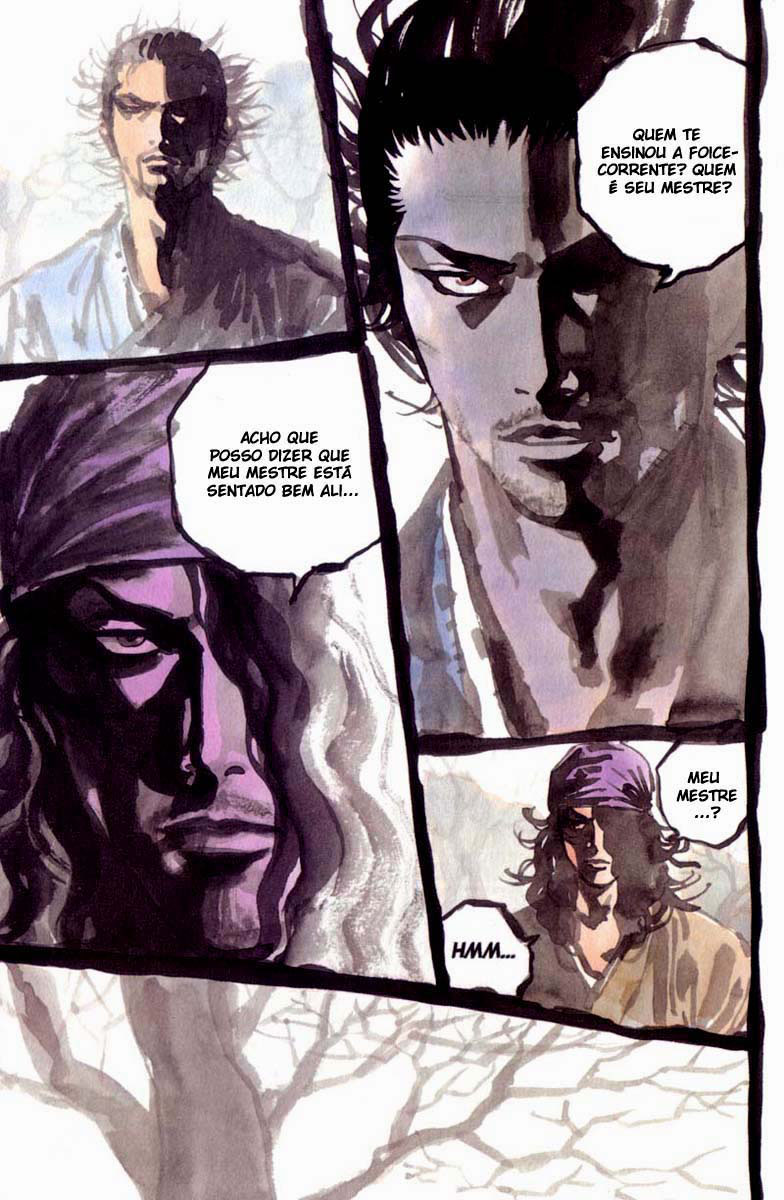 QUEM TE
ENSINOU A FOICE-
CORRENTE? QUEM
É SEU MESTRE?
MEU
MESTRE
...?
HMM...
ACHO QUE
POSSO DIZER QUE
MEU MESTRE ESTÁ
SENTADO BEM ALI...